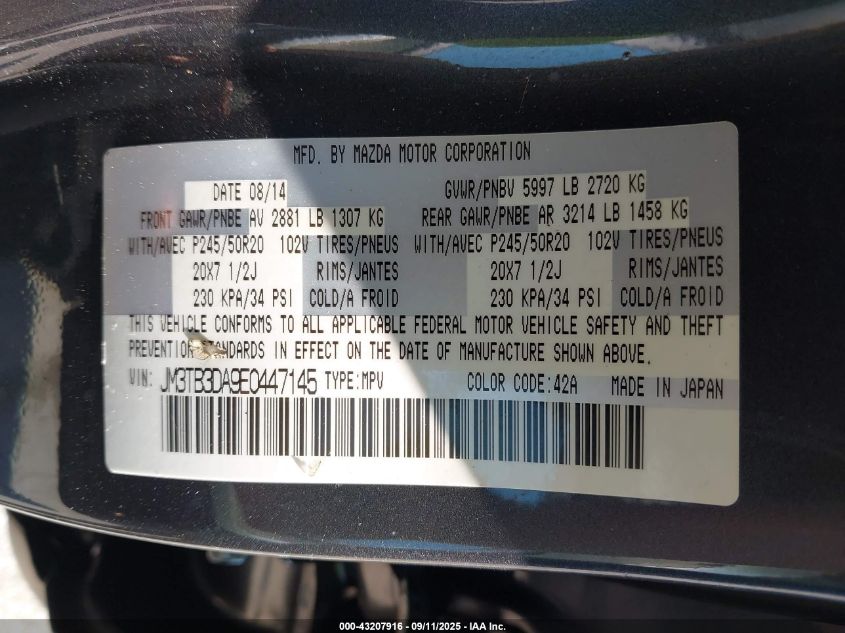 MFD. BY MAZDA MOTOR CORPORATION
DATE 08/14 GVWR/PNBV 5997 LB 2720 KG
FRONT GAWR/PNBE AV 2881 LB 1307 KG REAR GAWR/PNBE AR 3214 LB 1458 KG
WITH/AVEC P245/50R20 102V TIRES/PNEUS WITH/AVEC P245/50R20 102V TIRES/PNEUS
20X7 1/2J RIMS/JANTES 20X7 1/2J RIMS/JANTES
230 KPA/34 PSI COLD/A FROID 230 KPA/34 PSI COLD/A FROID
THIS VEHICLE CONFORMS TO ALL APPLICABLE FEDERAL MOTOR VEHICLE SAFETY AND THEFT
PREVENTION STANDARDS IN EFFECT ON THE DATE OF MANUFACTURE SHOWN ABOVE.
VIN: JM3TB3DA9E0447145 TYPE:MPV COLOR CODE:42A MADE IN JAPAN
000-43207916 - 09/11/2025 - IAA Inc.